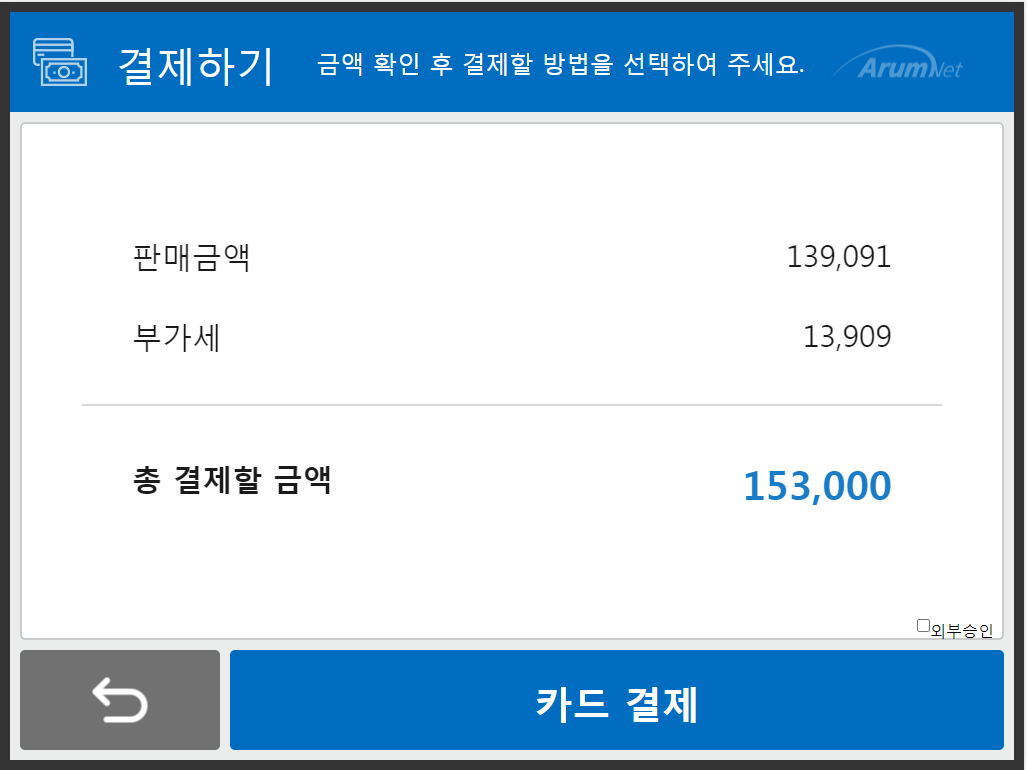 결제하기 금액 확인 후 결제할 방법을 선택하여 주세요. ArumNet
판매금액 139,091
부가세 13,909
총 결제할 금액 153,000
외부승인
카드 결제